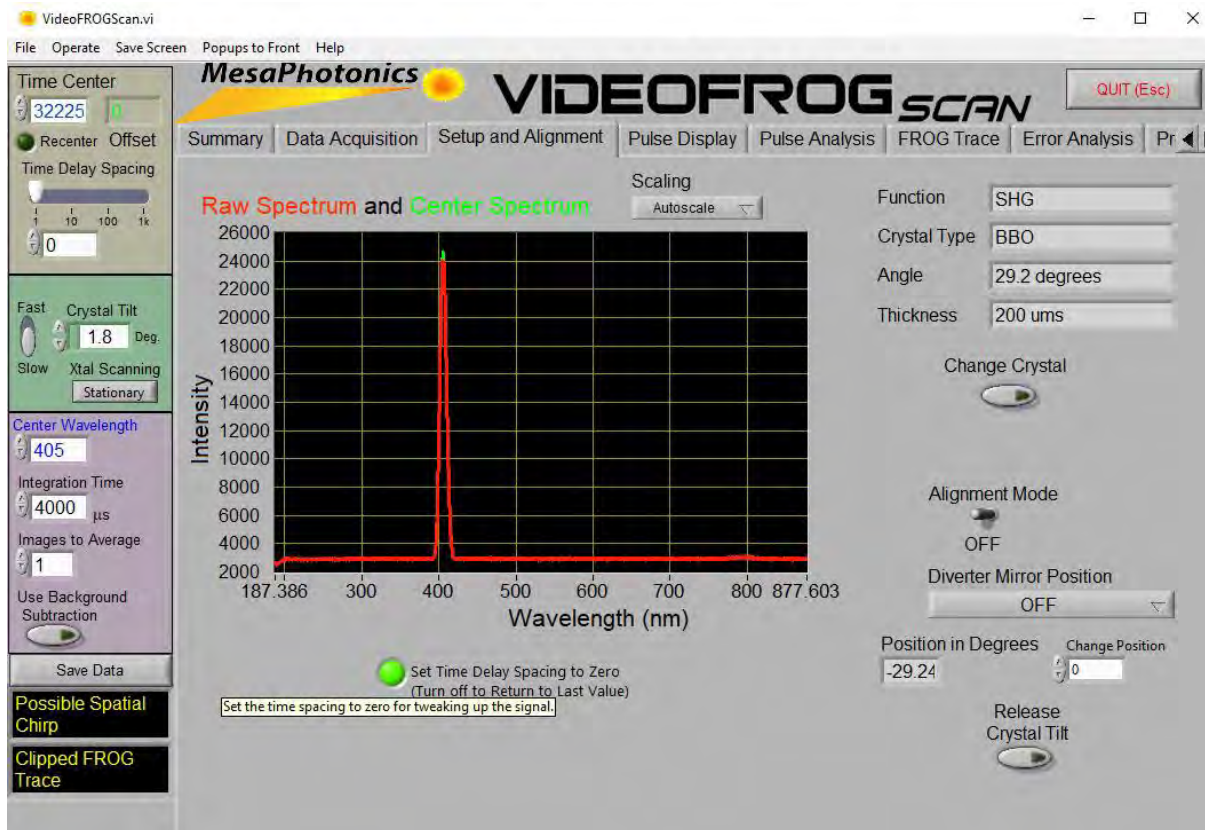 VideoFROGScan.vi
File Operate Save Screen Popups to Front Help
Time Center
32225 0
Recenter Offset
Time Delay Spacing
1 10 100 1k
0
Fast
Crystal Tilt
1.8 Deg.
Slow
Xtal Scanning
Stationary
Center Wavelength
405
Integration Time
4000 μs
Images to Average
1
Use Background
Subtraction
Save Data
Possible Spatial
Chirp
Clipped FROG
Trace
MesaPhotonics
VIDEOFROG SCAN
QUIT (Esc)
Summary Data Acquisition Setup and Alignment Pulse Display Pulse Analysis FROG Trace Error Analysis Pr
Scaling
Autoscale
Raw Spectrum and Center Spectrum
Intensity
26000
24000
22000
20000
18000
16000
14000
12000
10000
8000
6000
4000
2000
187.386 300 400 500 600 700 800 877.603
Wavelength (nm)
Set Time Delay Spacing to Zero
(Turn off to Return to Last Value)
Set the time spacing to zero for tweaking up the signal.
Function SHG
Crystal Type BBO
Angle 29.2 degrees
Thickness 200 ums
Change Crystal
Alignment Mode
OFF
Diverter Mirror Position
OFF
Position in Degrees
-29.24
Change Position
0
Release
Crystal Tilt